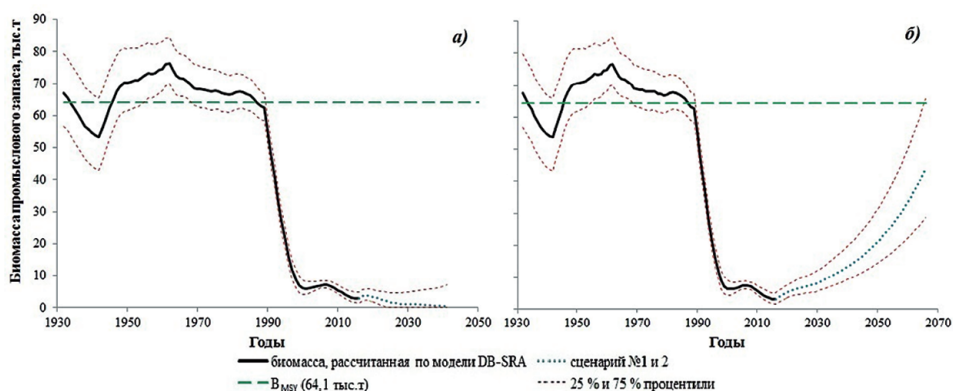 Биомасса промыслового запаса, тыс.т
90
80
70
60
50
40
30
20
10
0
а)
1930 1950 1970 1990 2010 2030 2050
Годы
б)
1930 1950 1970 1990 2010 2030 2050 2070
Годы
биомасса, рассчитанная по модели DB-SRA
сценарий №1 и 2
B MSY (64,1 тыс.т)
25 % и 75 % процентили